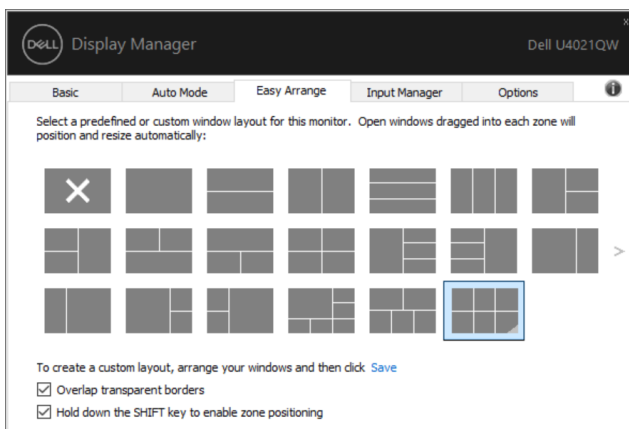 DELL Display Manager Dell U4021QW x
Basic Auto Mode Easy Arrange Input Manager Options i
Select a predefined or custom window layout for this monitor. Open windows dragged into each zone will
position and resize automatically:
>
To create a custom layout, arrange your windows and then click Save
Overlap transparent borders
Hold down the SHIFT key to enable zone positioning